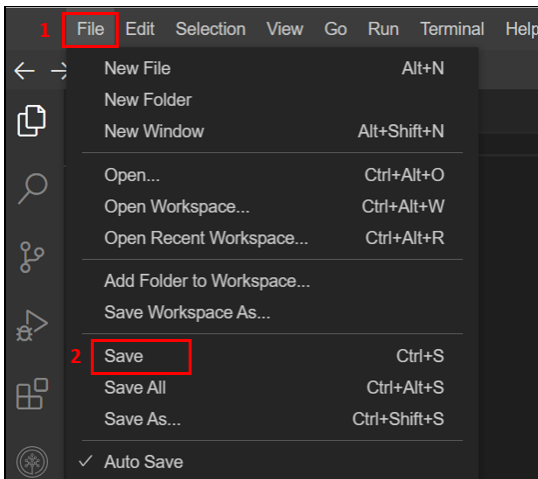 1 File Edit Selection View Go Run Terminal Help
New File Alt+N
New Folder
New Window Alt+Shift+N
Open... Ctrl+Alt+O
Open Workspace... Ctrl+Alt+W
Open Recent Workspace... Ctrl+Alt+R
Add Folder to Workspace...
Save Workspace As...
2 Save Ctrl+S
Save All Ctrl+Alt+S
Save As... Ctrl+Shift+S
✓ Auto Save